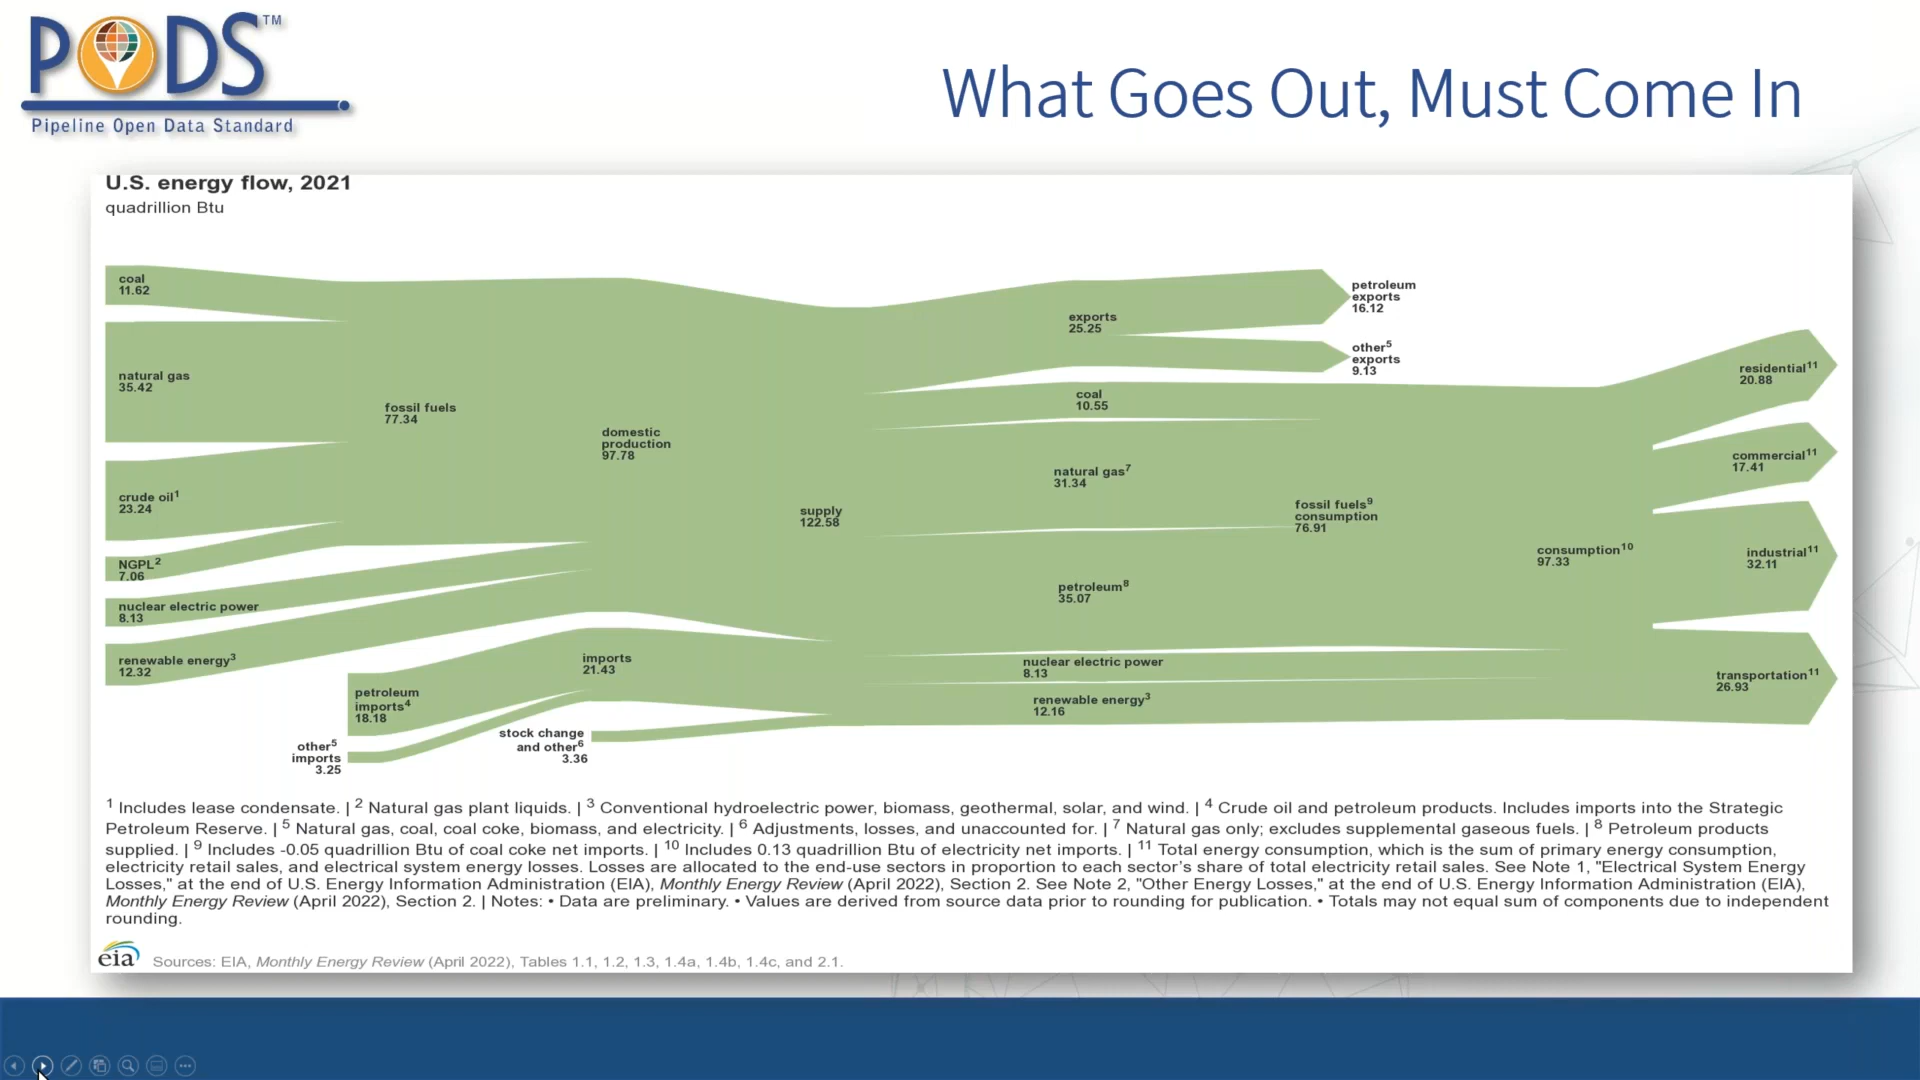 PODS™
Pipeline Open Data Standard
What Goes Out, Must Come In
U.S. energy flow, 2021
quadrillion Btu
coal
11.62
natural gas
35.42
crude oil¹
23.24
NGPL²
7.06
nuclear electric power
8.13
renewable energy³
12.32
fossil fuels
77.34
petroleum
imports⁴
18.18
other⁵
imports
3.25
domestic
production
97.78
imports
21.43
stock change
and other⁶
3.36
supply
122.58
exports
25.25
coal
10.55
natural gas⁷
31.34
petroleum⁸
35.07
nuclear electric power
8.13
renewable energy³
12.16
petroleum
exports
16.12
other⁵
exports
9.13
fossil fuels⁹
consumption
76.91
consumption¹⁰
97.33
residential¹¹
20.88
commercial¹¹
17.41
industrial¹¹
32.11
transportation¹¹
26.93
¹ Includes lease condensate. | ² Natural gas plant liquids. | ³ Conventional hydroelectric power, biomass, geothermal, solar, and wind. | ⁴ Crude oil and petroleum products. Includes imports into the Strategic
Petroleum Reserve. | ⁵ Natural gas, coal, coal coke, biomass, and electricity. | ⁶ Adjustments, losses, and unaccounted for. | ⁷ Natural gas only; excludes supplemental gaseous fuels. | ⁸ Petroleum products
supplied. | ⁹ Includes -0.05 quadrillion Btu of coal coke net imports. | ¹⁰ Includes 0.13 quadrillion Btu of electricity net imports. | ¹¹ Total energy consumption, which is the sum of primary energy consumption,
electricity retail sales, and electrical system energy losses. Losses are allocated to the end-use sectors in proportion to each sector's share of total electricity retail sales. See Note 1, "Electrical System Energy
Losses," at the end of U.S. Energy Information Administration (EIA), Monthly Energy Review (April 2022), Section 2. See Note 2, "Other Energy Losses," at the end of U.S. Energy Information Administration (EIA),
Monthly Energy Review (April 2022), Section 2. | Notes: • Data are preliminary. • Values are derived from source data prior to rounding for publication. • Totals may not equal sum of components due to independent
rounding.
eia
Sources: EIA, Monthly Energy Review (April 2022), Tables 1.1, 1.2, 1.3, 1.4a, 1.4b, 1.4c, and 2.1.